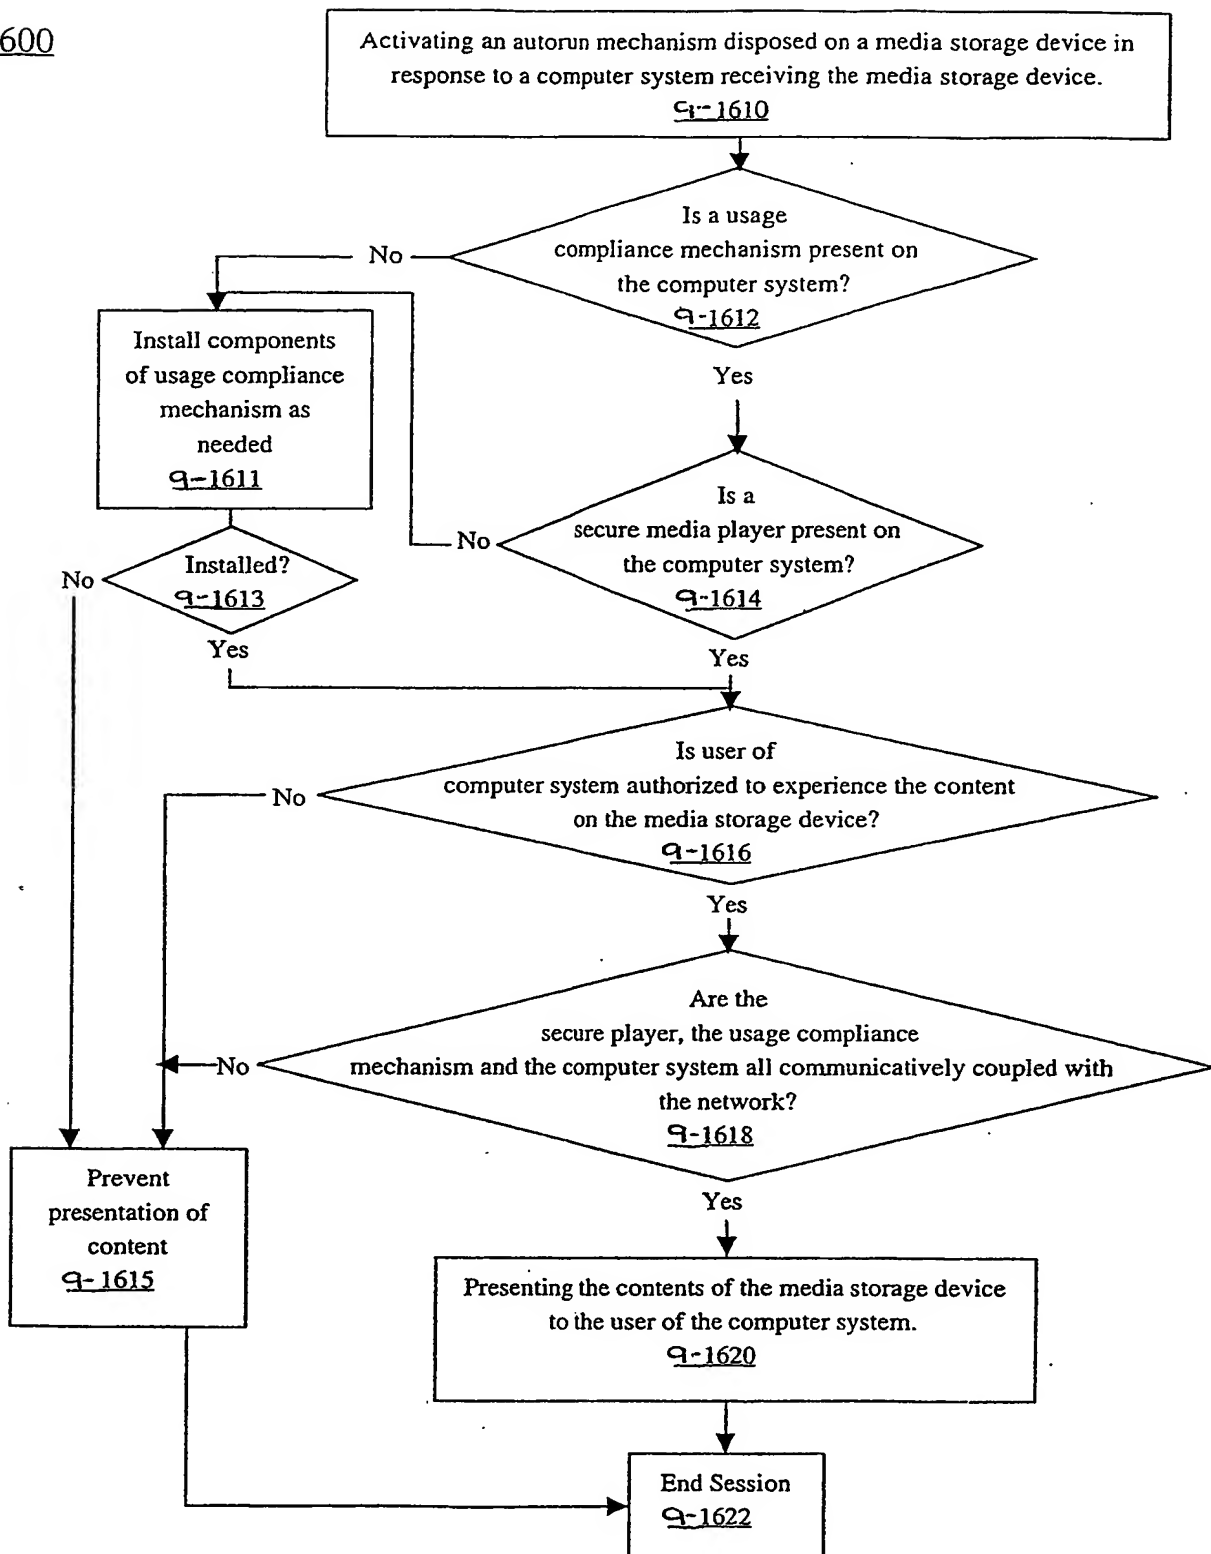 600
Activating an autorun mechanism disposed on a media storage device in
response to a computer system receiving the media storage device.
9-1610
Is a usage
compliance mechanism present on
the computer system?
9-1612
No
Yes
Install components
of usage compliance
mechanism as
needed
9-1611
Is a
secure media player present on
the computer system?
9-1614
No
Installed?
9-1613
No
Yes
Yes
Is user of
computer system authorized to experience the content
on the media storage device?
9-1616
No
Yes
Are the
secure player, the usage compliance
mechanism and the computer system all communicatively coupled with
the network?
9-1618
No
Yes
Prevent
presentation of
content
9-1615
Presenting the contents of the media storage device
to the user of the computer system.
9-1620
End Session
9-1622